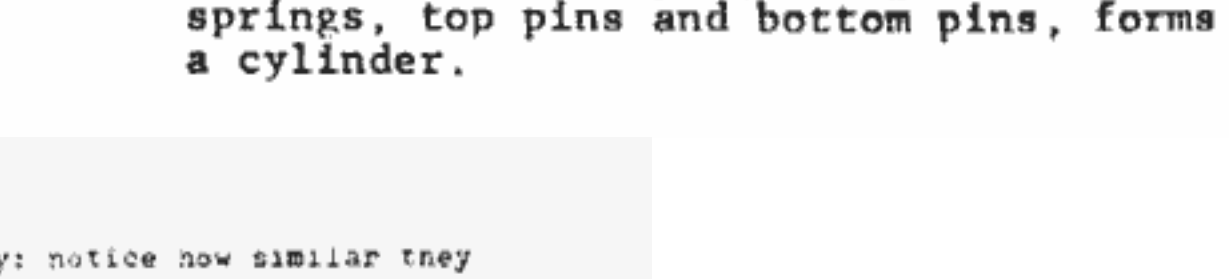 springs, top pins and bottom pins, forms
a cylinder.
y: notice how similar they